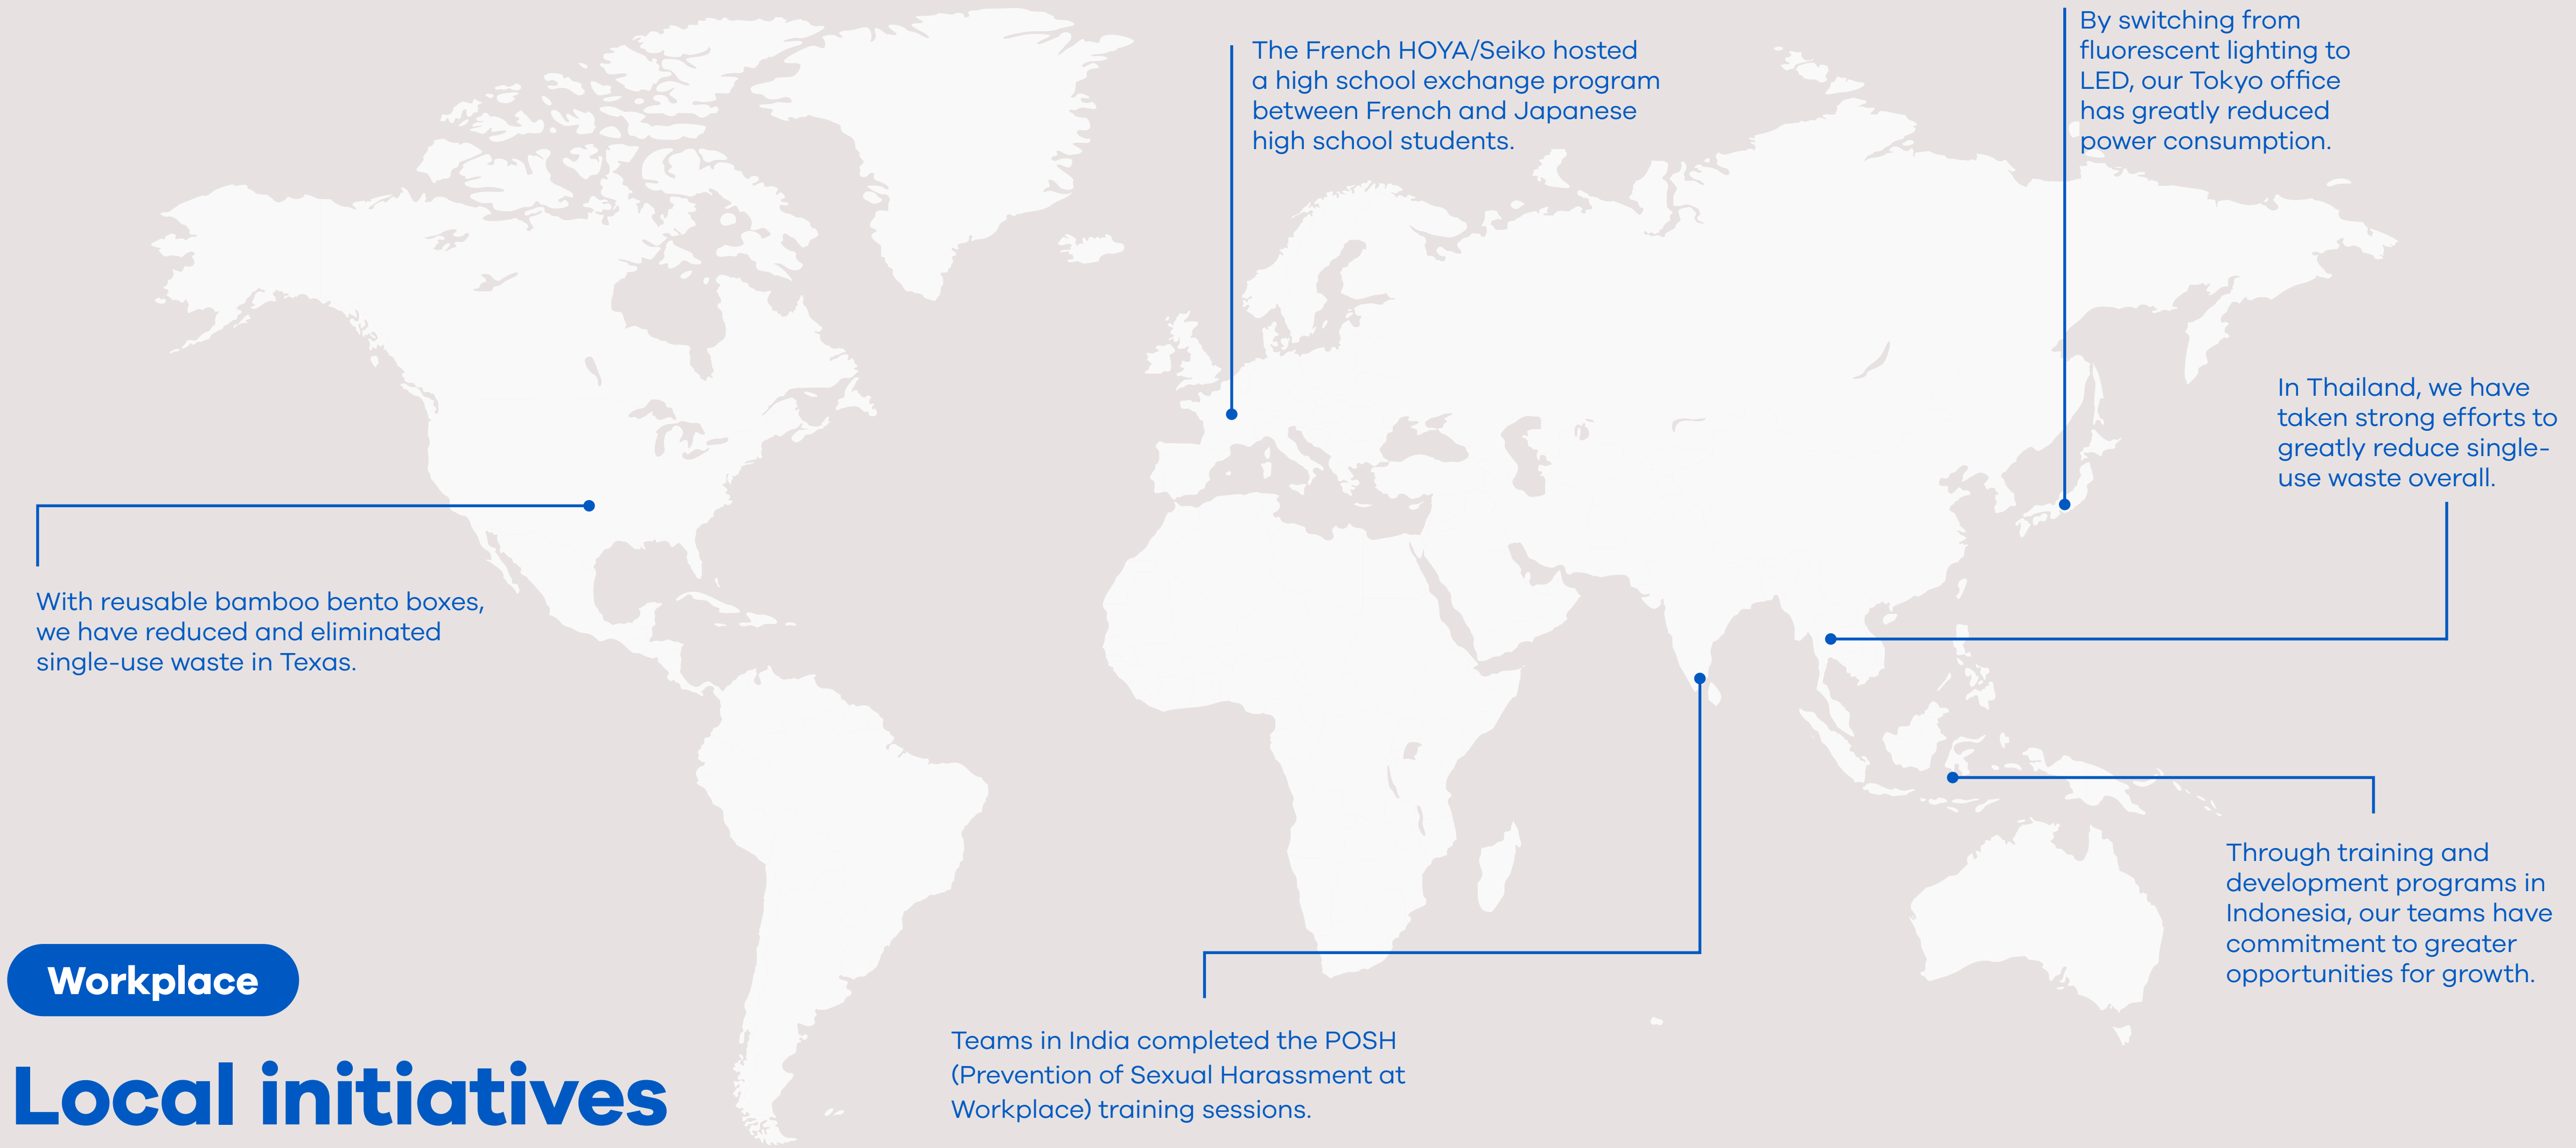 The French HOYA/Seiko hosted
a high school exchange program
between French and Japanese
high school students.
By switching from
fluorescent lighting to
LED, our Tokyo office
has greatly reduced
power consumption.
In Thailand, we have
taken strong efforts to
greatly reduce single-
use waste overall.
With reusable bamboo bento boxes,
we have reduced and eliminated
single-use waste in Texas.
Through training and
development programs in
Indonesia, our teams have
commitment to greater
opportunities for growth.
Teams in India completed the POSH
(Prevention of Sexual Harassment at
Workplace) training sessions.
Workplace
Local initiatives